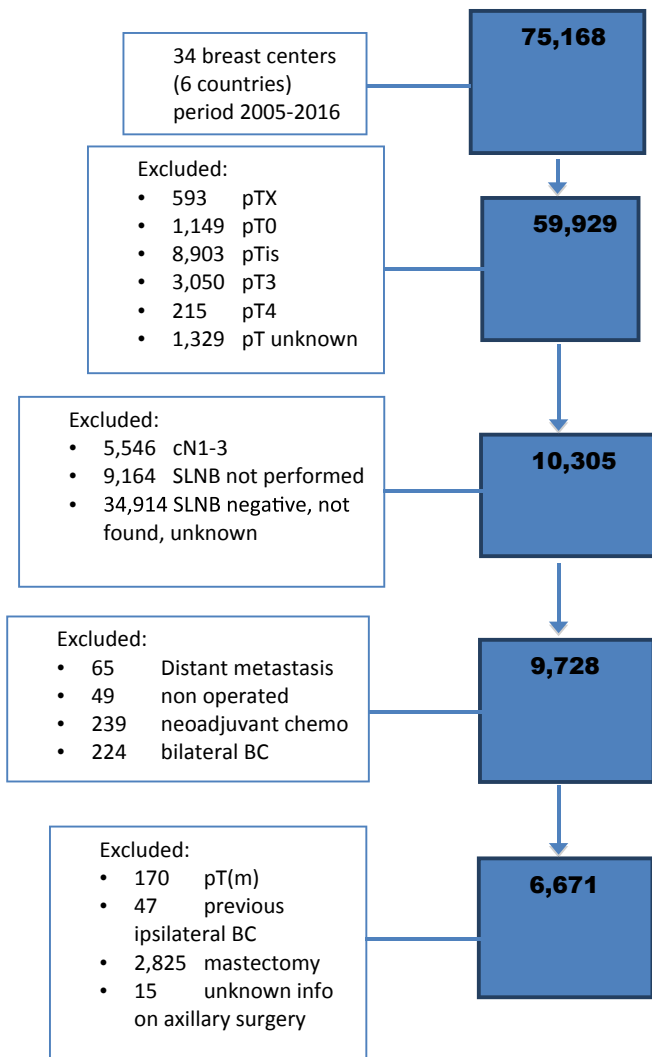 34 breast centers
(6 countries)
period 2005-2016
75,168
Excluded:
• 593 pTX
• 1,149 pT0
• 8,903 pTis
• 3,050 pT3
• 215 pT4
• 1,329 pT unknown
59,929
Excluded:
• 5,546 cN1-3
• 9,164 SLNB not performed
• 34,914 SLNB negative, not
found, unknown
10,305
Excluded:
• 65 Distant metastasis
• 49 non operated
• 239 neoadjuvant chemo
• 224 bilateral BC
9,728
Excluded:
• 170 pT(m)
• 47 previous
ipsilateral BC
• 2,825 mastectomy
• 15 unknown info
on axillary surgery
6,671